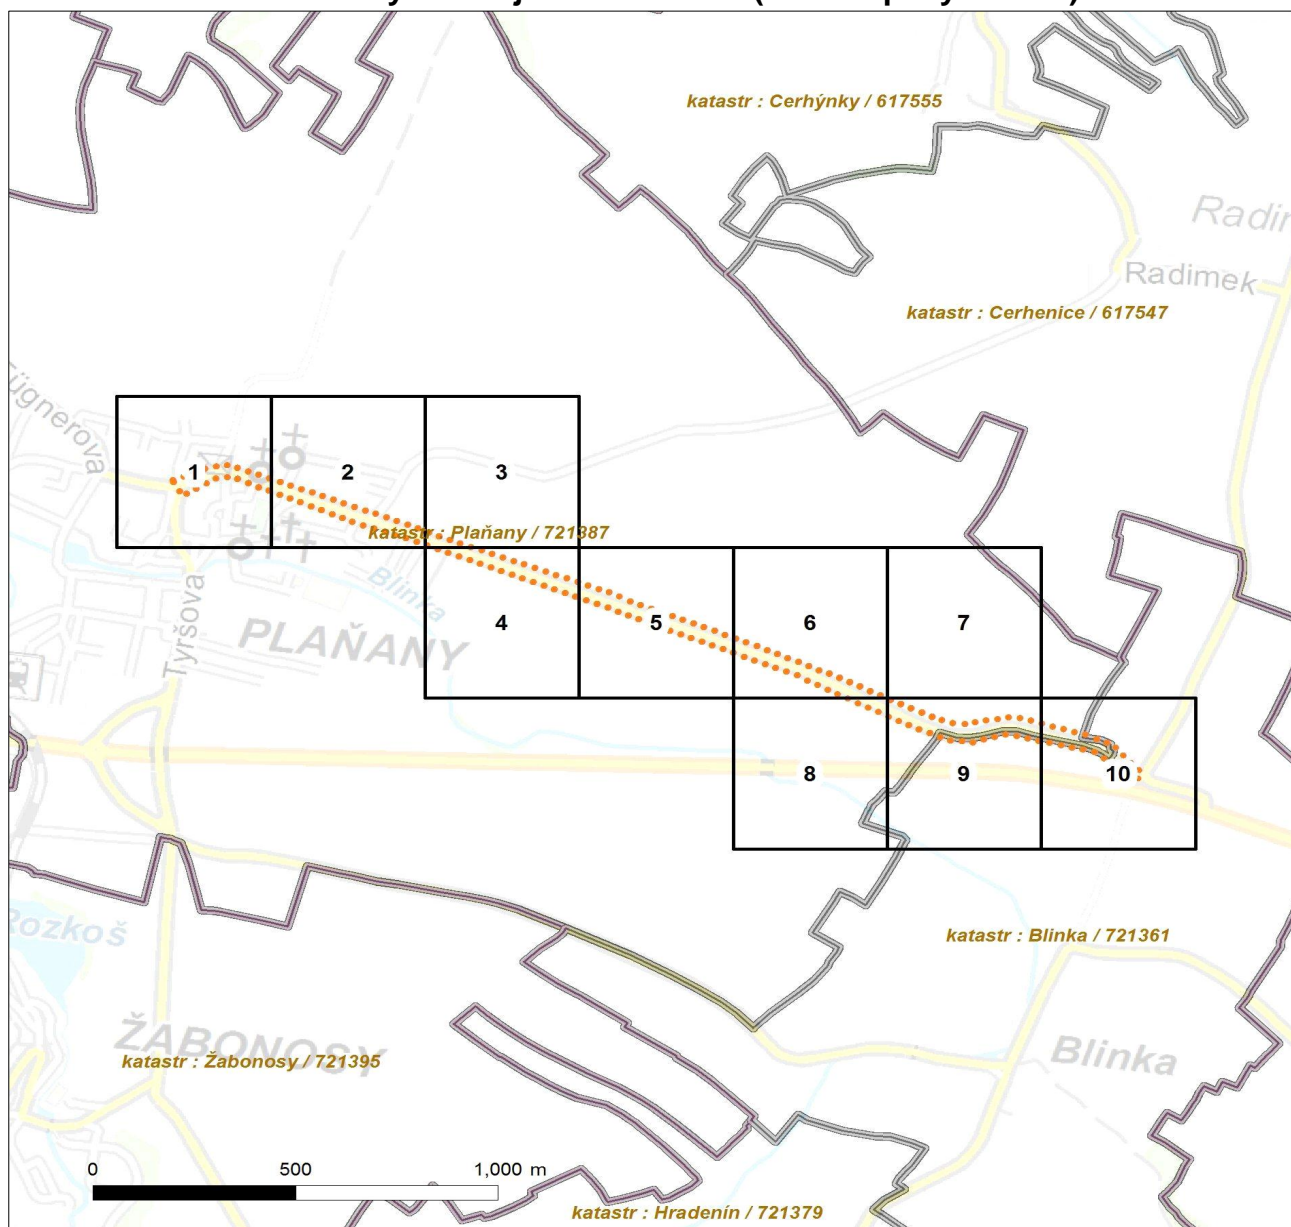 katastr : Cerhýnky / 617555
Radimek
katastr : Cerhenice / 617547
Fügnerova
1
2
3
katastr : Plaňany / 721387
Blinka
Tyršova
PLAŇANY
4
5
6
7
8
9
10
Rozkoš
katastr : Blinka / 721361
ŽABONOSY
katastr : Žabonosy / 721395
Blinka
0 500 1,000 m
katastr : Hradenín / 721379